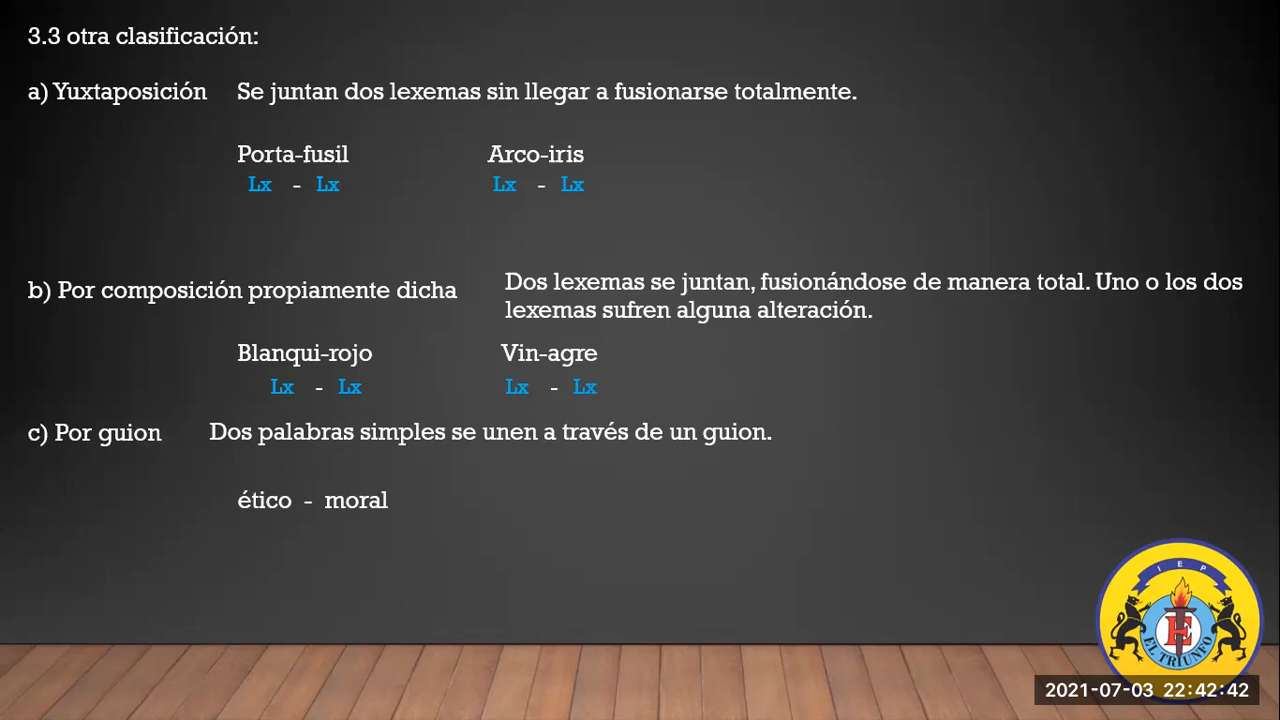 3.3 otra clasificación:
a) Yuxtaposición Se juntan dos lexemas sin llegar a fusionarse totalmente.
Porta-fusil Arco-iris
Lx - Lx Lx - Lx
b) Por composición propiamente dicha
Dos lexemas se juntan, fusionándose de manera total. Uno o los dos
lexemas sufren alguna alteración.
Blanqui-rojo Vin-agre
Lx - Lx Lx - Lx
c) Por guion Dos palabras simples se unen a través de un guion.
ético - moral
I E P
E
EL TRIUNFO
2021-07-03 22:42:42